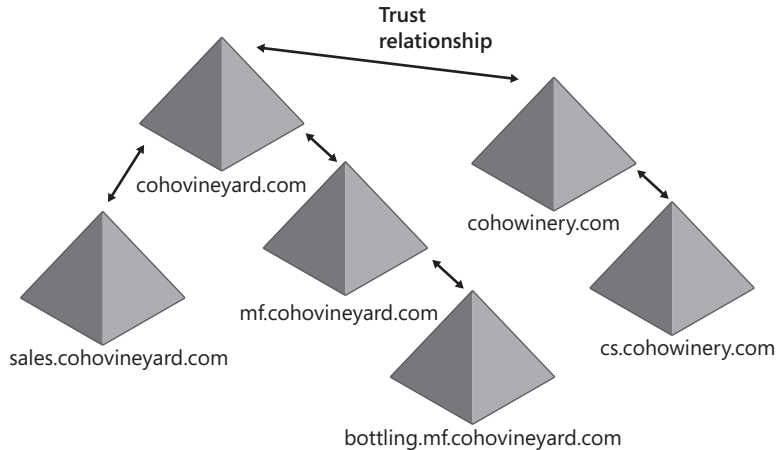 Trust
relationship
cohovineyard.com
cohowinery.com
mf.cohovineyard.com
sales.cohovineyard.com
cs.cohowinery.com
bottling.mf.cohovineyard.com